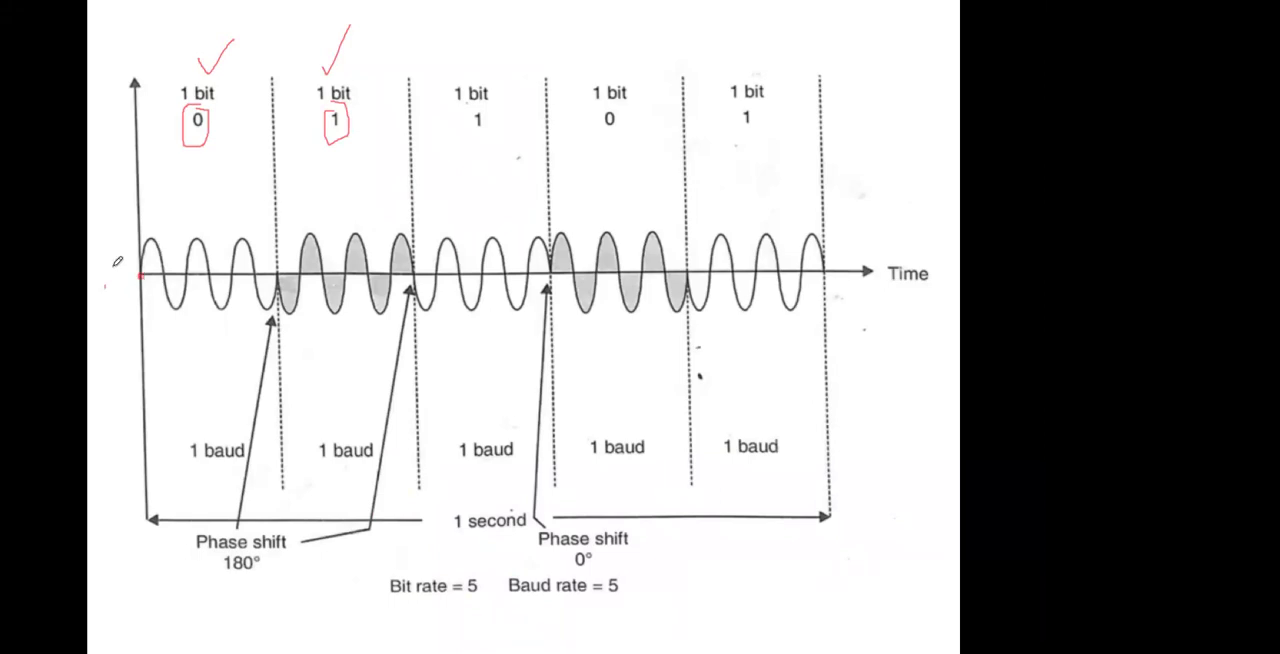 1 bit 1 bit 1 bit 1 bit 1 bit
0 1 1 0 1
Time
1 baud 1 baud 1 baud 1 baud 1 baud
1 second
Phase shift
180°
Phase shift
0°
Bit rate = 5 Baud rate = 5